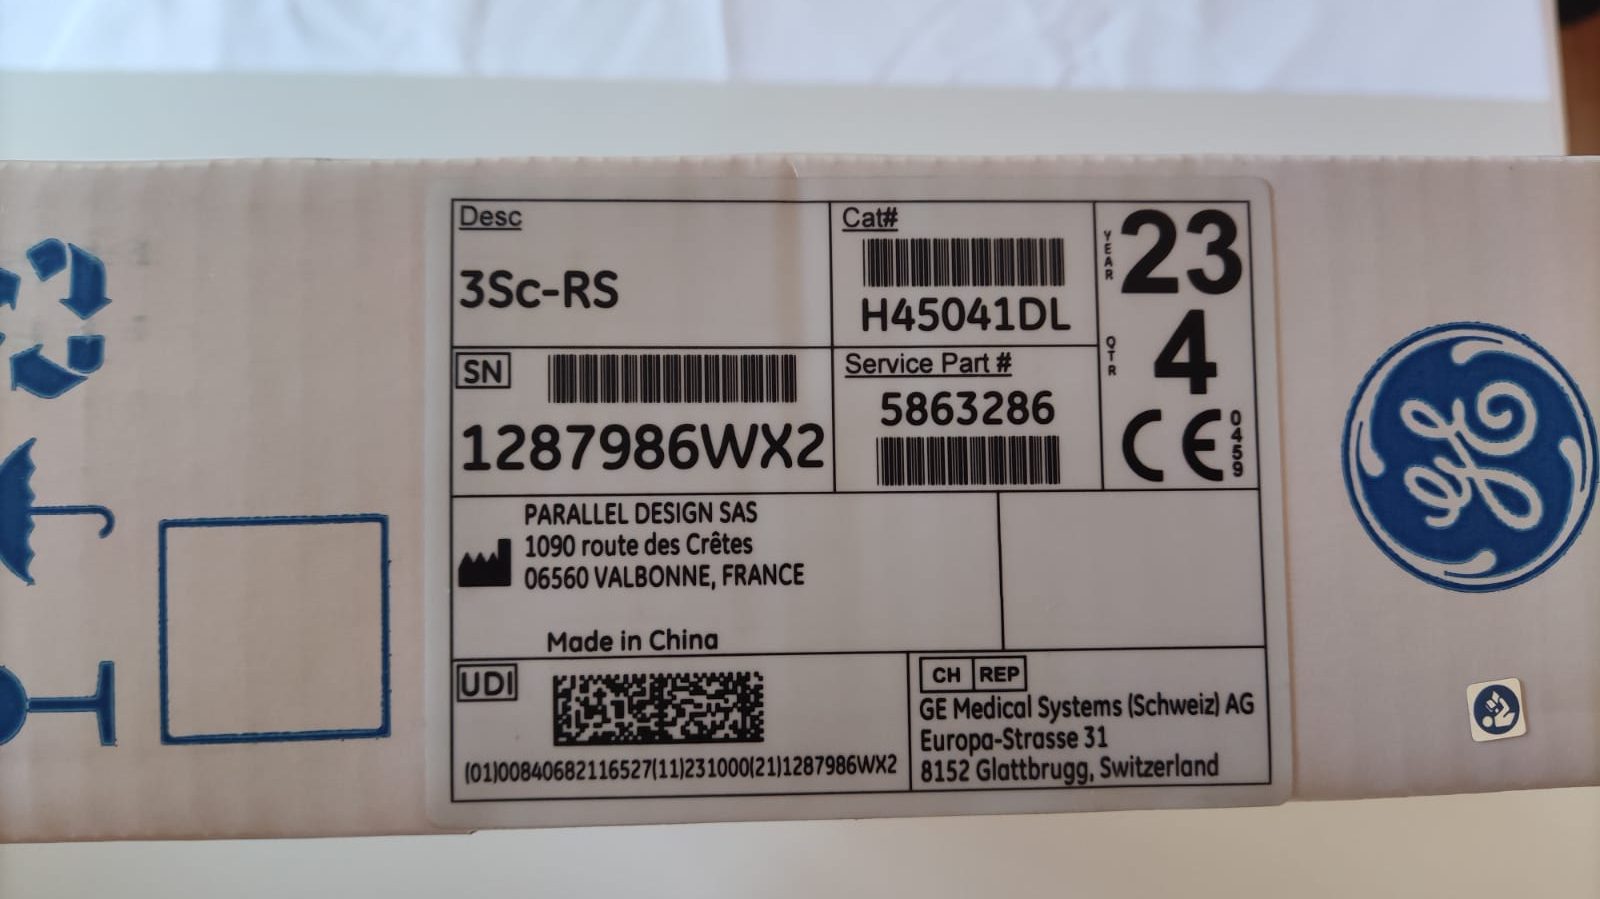 Desc
3Sc-RS
Cat#
H45041DL
YEAR
23
QTR
4
SN
1287986WX2
Service Part #
5863286
CE
0459
PARALLEL DESIGN SAS
1090 route des Crêtes
06560 VALBONNE, FRANCE
Made in China
UDI
(01)00840682116527(11)231000(21)1287986WX2
CH REP
GE Medical Systems (Schweiz) AG
Europa-Strasse 31
8152 Glattbrugg, Switzerland
GE